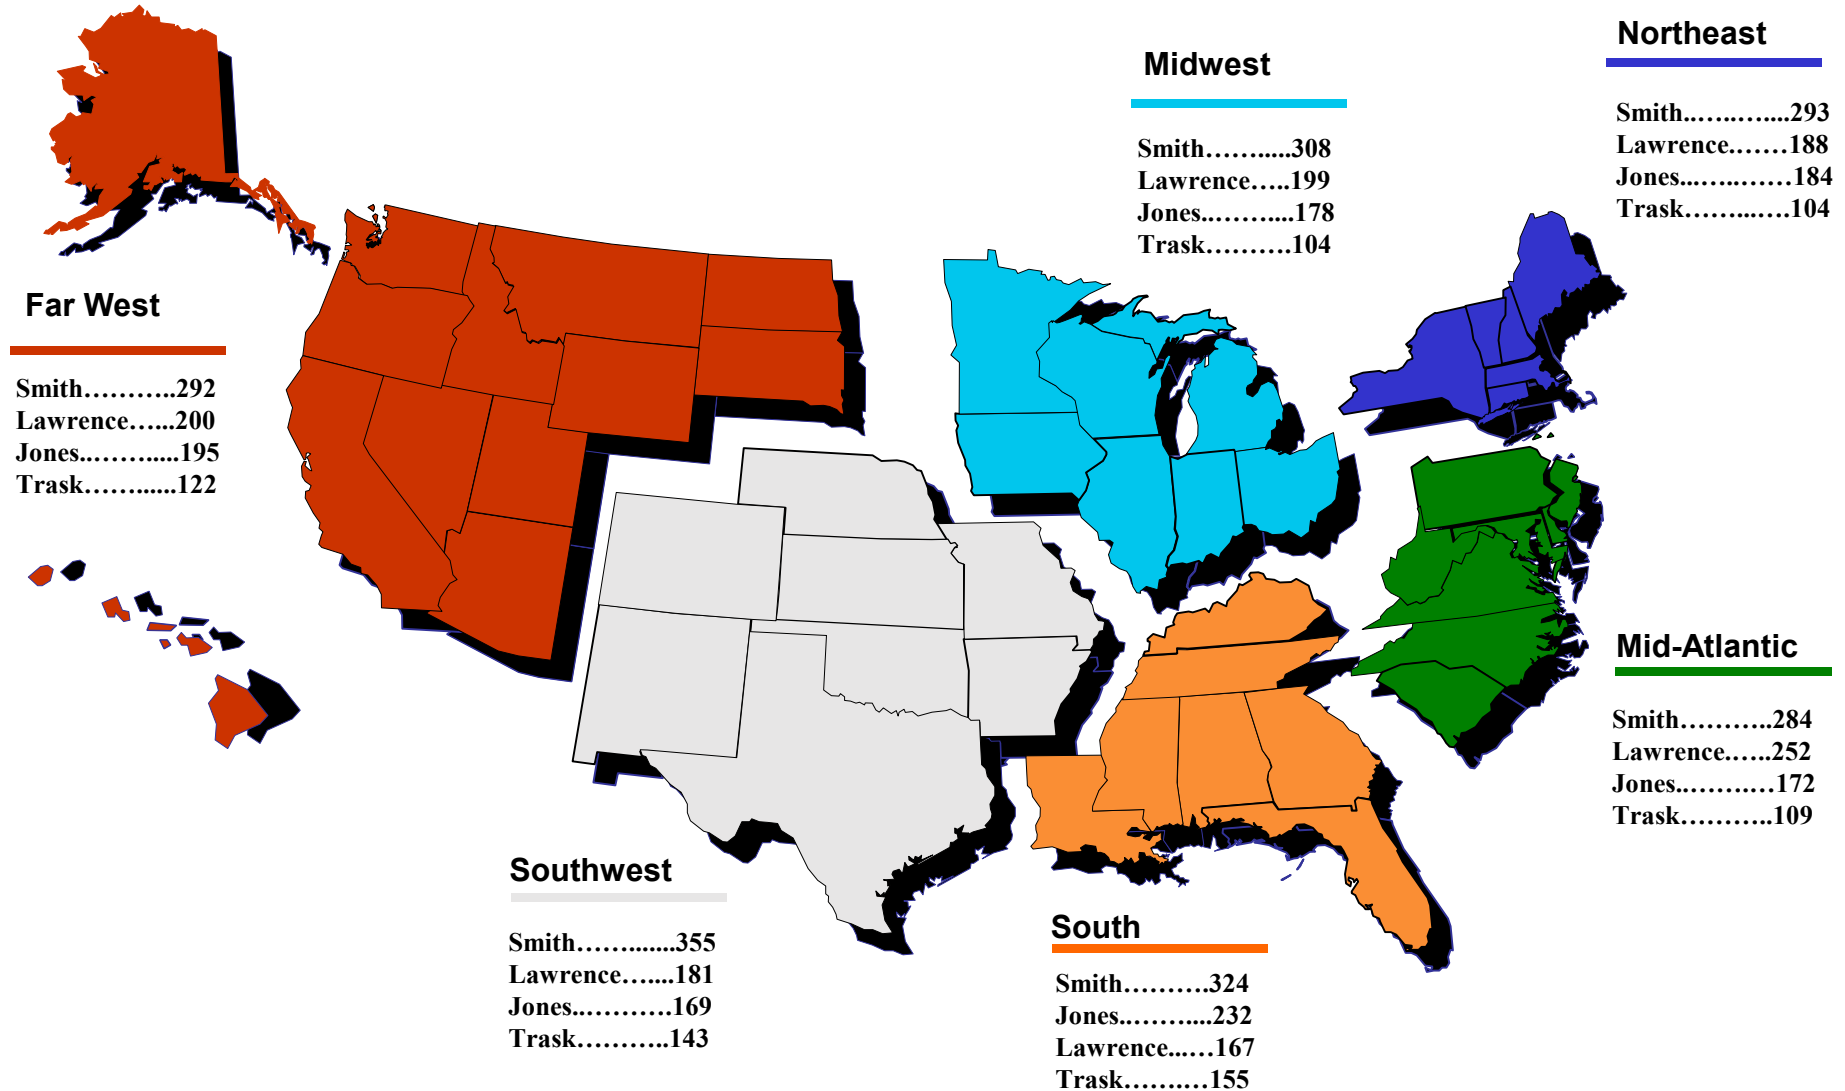 Northeast
Smith..…..…....293
Lawrence.……188
Jones...…..……184
Trask……...….104
Midwest
Smith…….....308
Lawrence…..199
Jones..……....178
Trask……….104
Far West
Smith………..292
Lawrence…...200
Jones..…….....195
Trask…….......122
Mid-Atlantic
Smith………..284
Lawrence…..252
Jones..…….…172
Trask………..109
Southwest
Smith…….......355
Lawrence…....181
Jones..……….169
Trask………..143
South
Smith……….324
Jones..……...232
Lawrence...…167
Trask…….…155